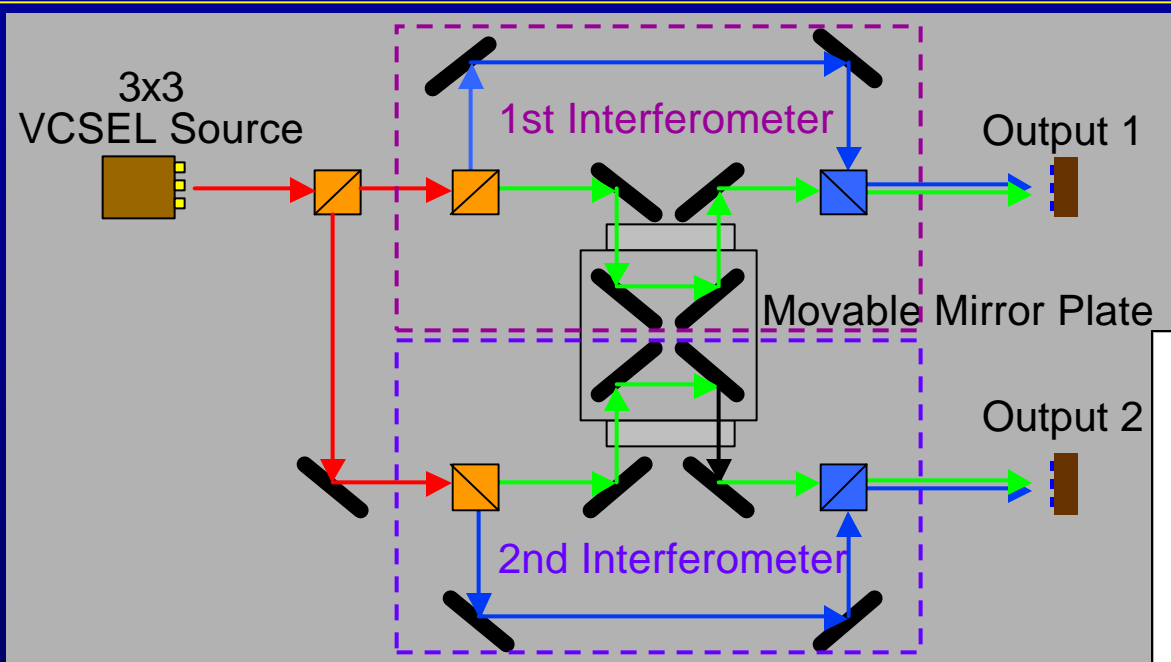 3x3
VCSEL Source
1st Interferometer
Output 1
Movable Mirror Plate
Output 2
2nd Interferometer